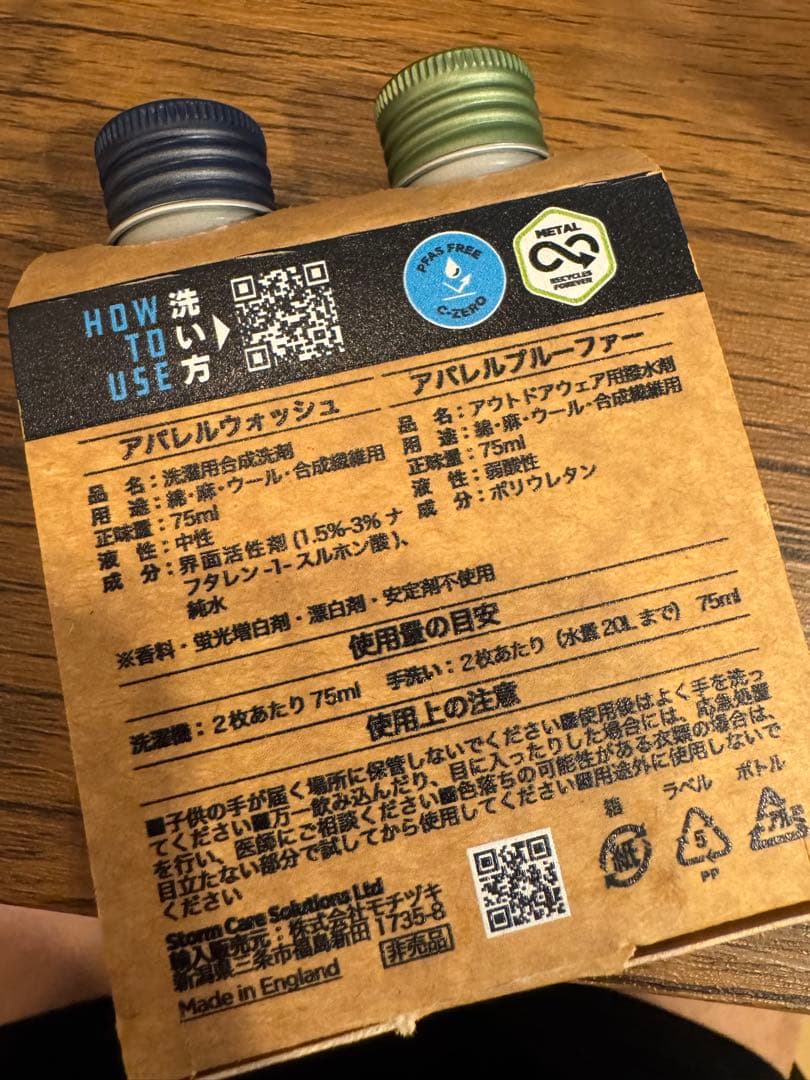 HOW
TO
USE
洗い方
PFAS FREE
C-ZERO
METAL
RECYCLES
FOREVER
アパレルウォッシュ
品 名：洗濯用合成洗剤
用 途：綿・麻・ウール・合成繊維用
正味量：75ml
液 性：中性
成 分：界面活性剤 (1.5%-3% ナ
フタレン -1- スルホン酸)、
純水
アパレルプルーファー
品 名：アウトドアウェア用撥水剤
用 途：綿・麻・ウール・合成繊維用
正味量：75ml
液 性：弱酸性
成 分：ポリウレタン
※香料・蛍光増白剤・漂白剤・安定剤不使用
使用量の目安
洗濯機：2枚あたり 75ml 手洗い：2枚あたり（水量 20L まで） 75ml
使用上の注意
■子供の手が届く場所に保管しないでください■使用後はよく手を洗っ
てください■万一飲み込んだり、目に入ったりした場合には、応急処置
を行い、医師にご相談ください■色落ちの可能性がある衣類の場合は、
目立たない部分で試してから使用してください■用途外に使用しないで
ください
Storm Care Solutions Ltd
輸入販売元：株式会社モチヅキ
新潟県三条市福島新田 1735-8
Made in England
非売品
箱
ラベル
5
PP
ボトル